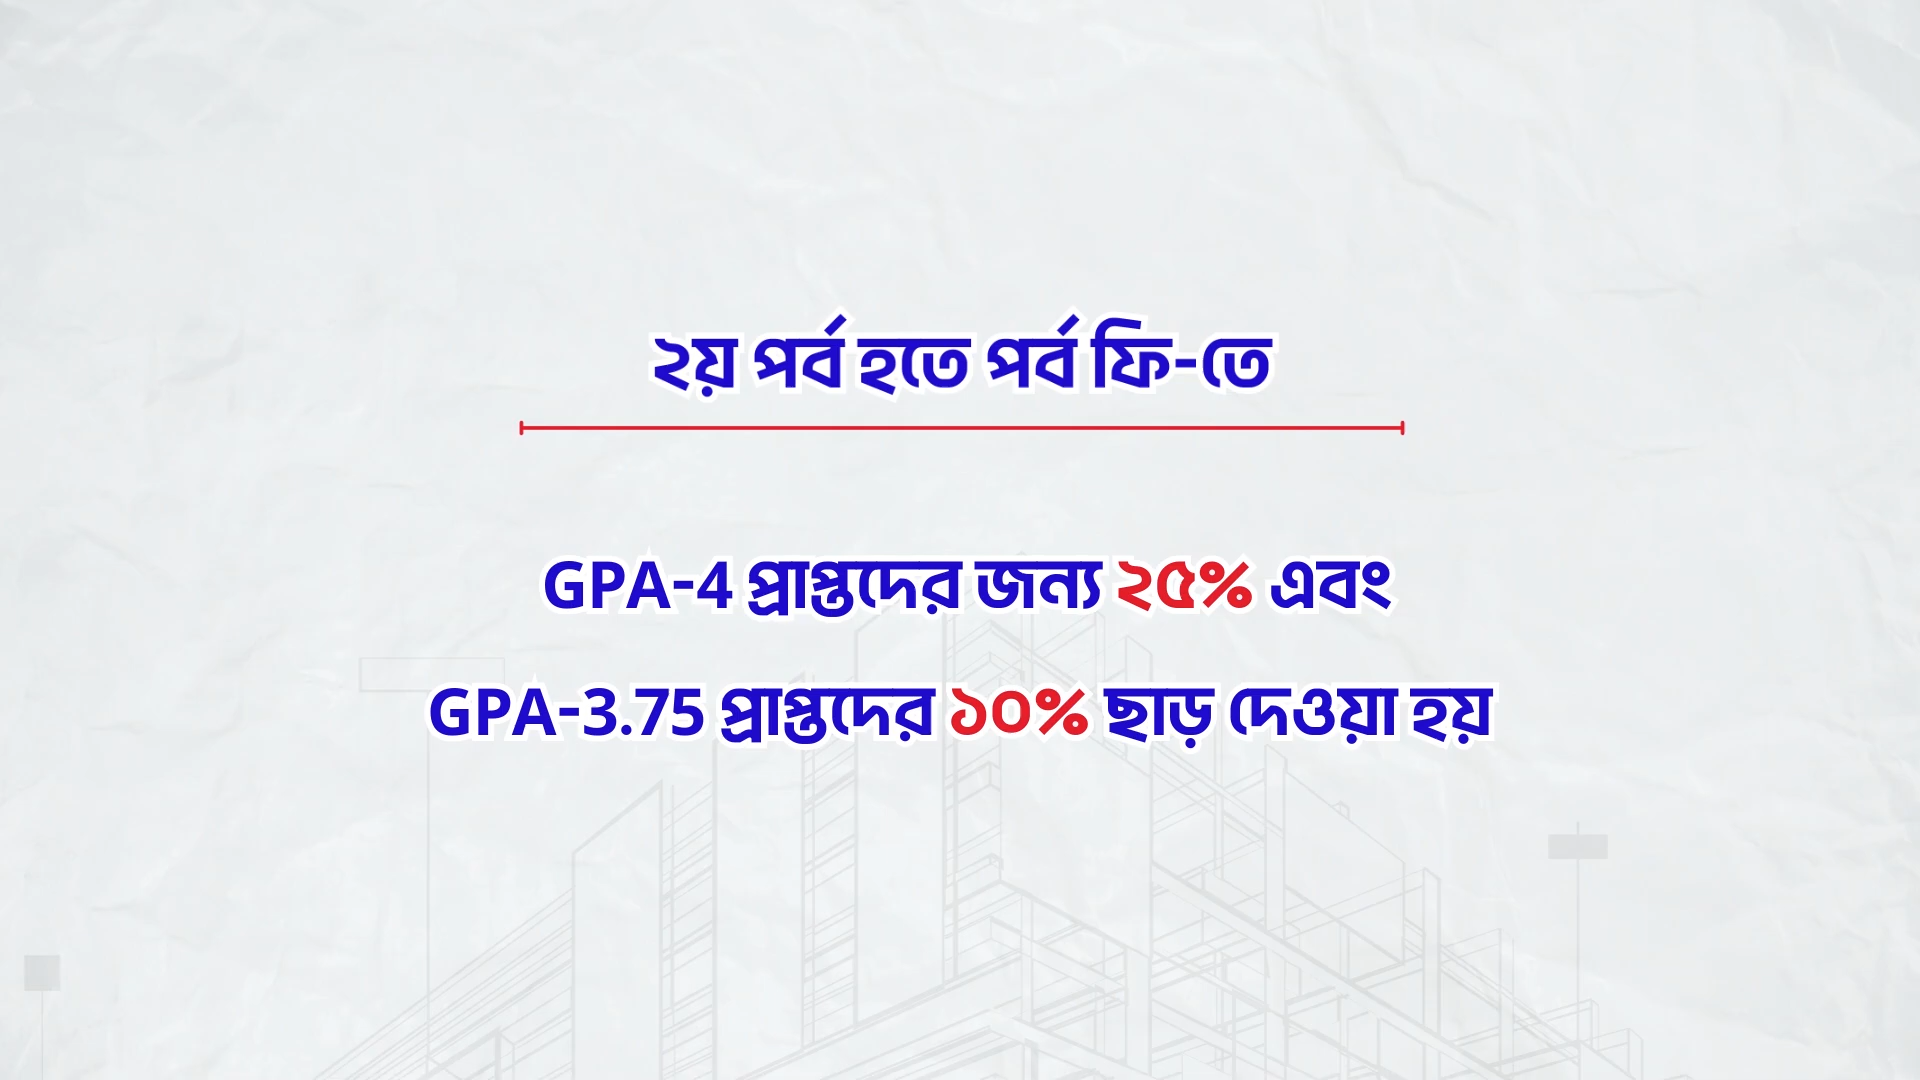 ২য় পর্ব হতে পর্ব ফি-তে
GPA-4 প্রাপ্তদের জন্য ২৫% এবং
GPA-3.75 প্রাপ্তদের ১০% ছাড় দেওয়া হয়